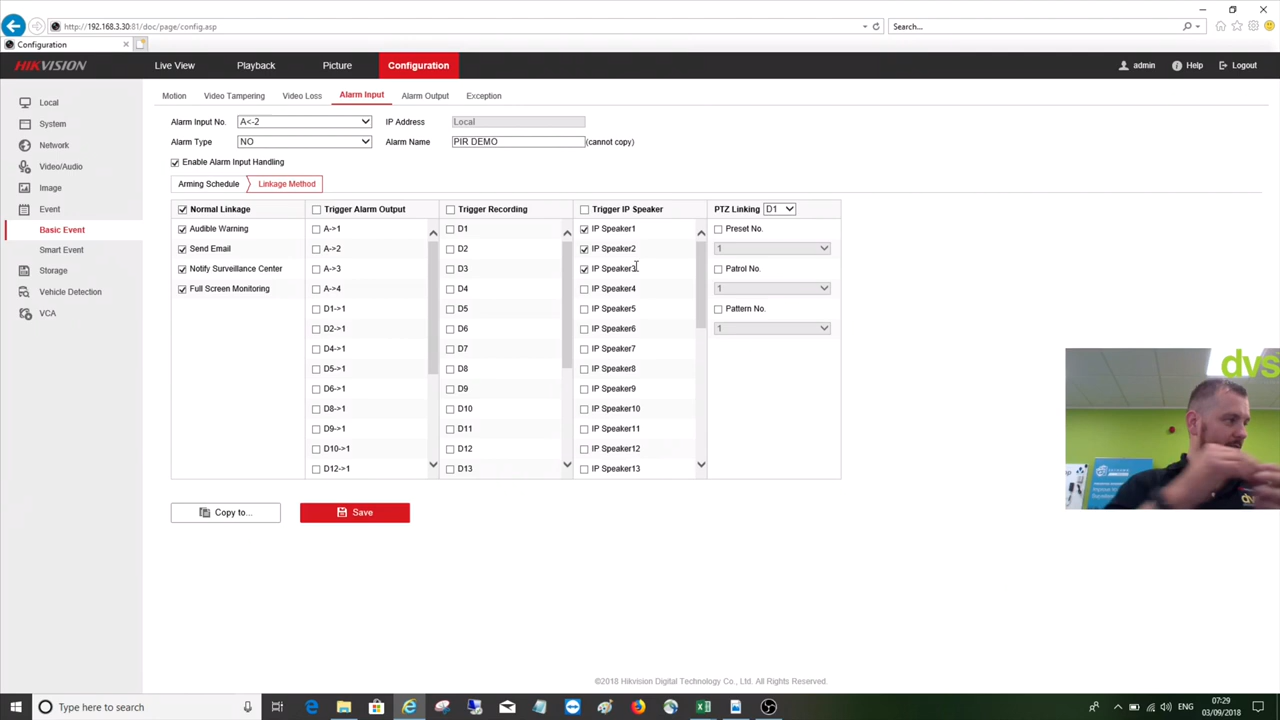 http://192.168.3.30:81/doc/page/config.asp
Search...
Configuration
HIKVISION
Live View
Playback
Picture
Configuration
admin
Help
Logout
Local
System
Network
Video/Audio
Image
Event
Basic Event
Smart Event
Storage
Vehicle Detection
VCA
Motion
Video Tampering
Video Loss
Alarm Input
Alarm Output
Exception
Alarm Input No.
A<-2
IP Address
Local
Alarm Type
NO
Alarm Name
PIR DEMO
(cannot copy)
Enable Alarm Input Handling
Arming Schedule
Linkage Method
Normal Linkage
Audible Warning
Send Email
Notify Surveillance Center
Full Screen Monitoring
Trigger Alarm Output
A->1
A->2
A->3
A->4
D1->1
D2->1
D4->1
D5->1
D6->1
D8->1
D9->1
D10->1
D12->1
Trigger Recording
D1
D2
D3
D4
D5
D6
D7
D8
D9
D10
D11
D12
D13
Trigger IP Speaker
IP Speaker1
IP Speaker2
IP Speaker3
IP Speaker4
IP Speaker5
IP Speaker6
IP Speaker7
IP Speaker8
IP Speaker9
IP Speaker10
IP Speaker11
IP Speaker12
IP Speaker13
PTZ Linking
D1
Preset No.
1
Patrol No.
1
Pattern No.
1
Copy to...
Save
dvs
©2018 Hikvision Digital Technology Co., Ltd. All Rights Reserved.
Type here to search
ENG
07:29
03/09/2018